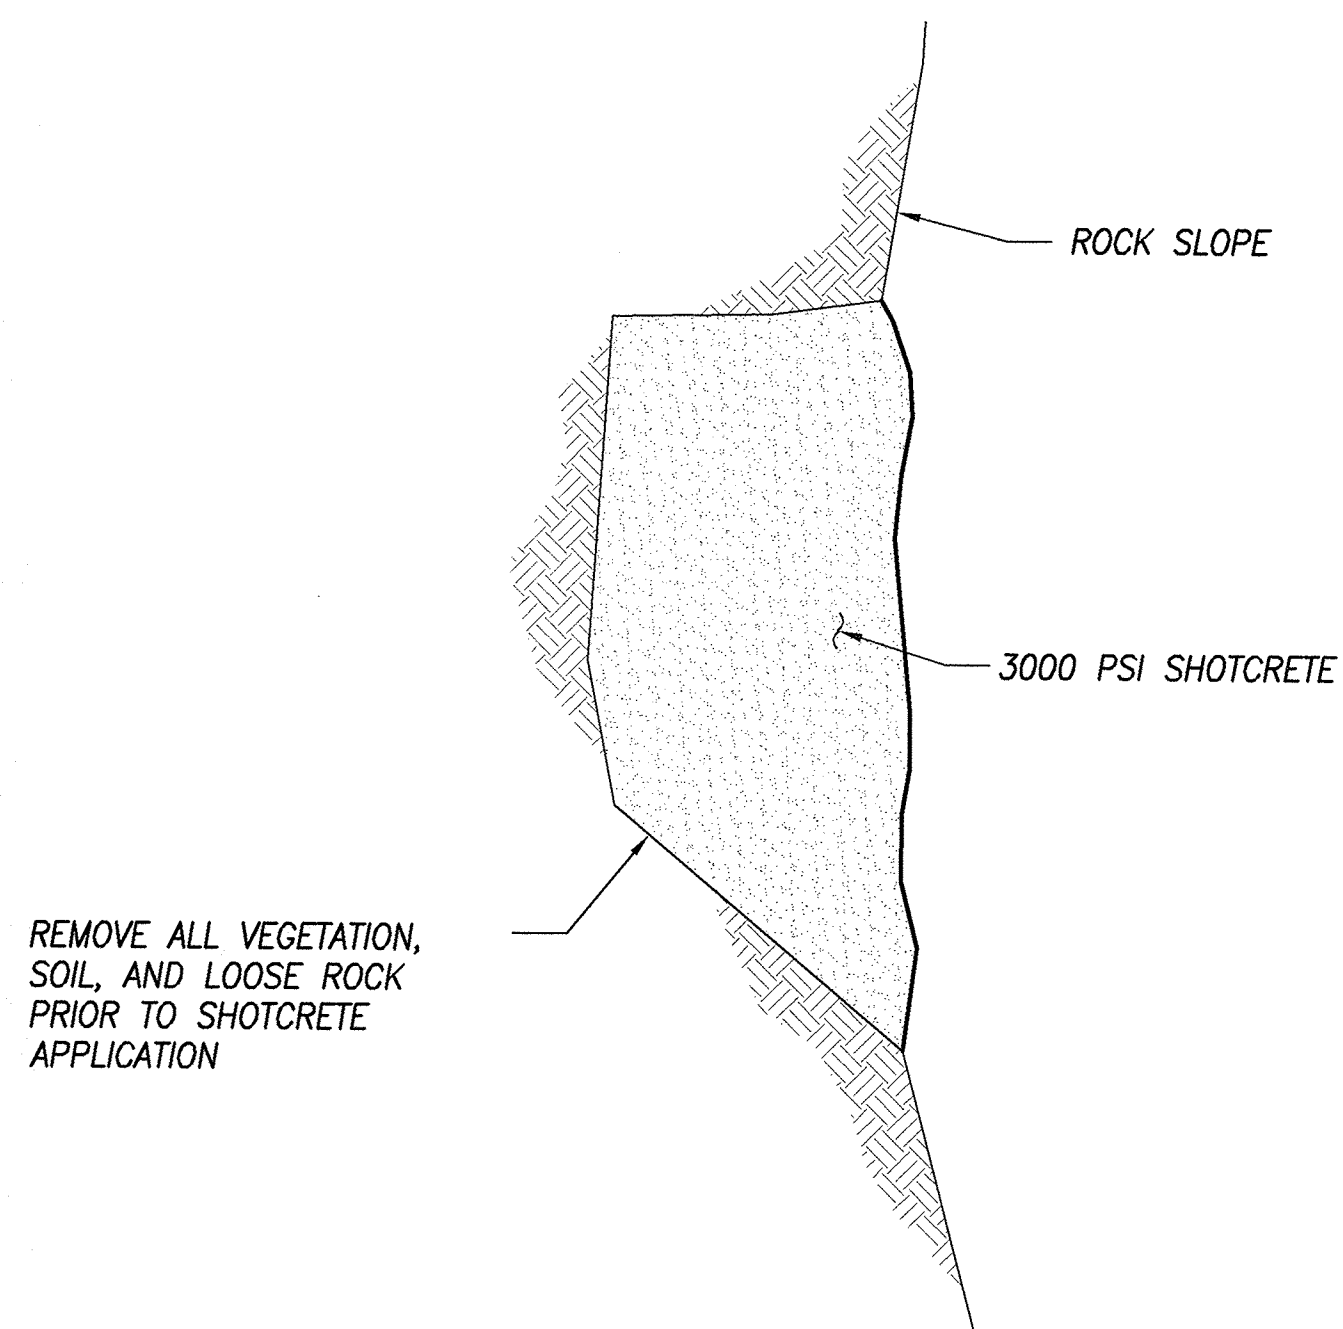 ROCK SLOPE
3000 PSI SHOTCRETE
REMOVE ALL VEGETATION,
SOIL, AND LOOSE ROCK
PRIOR TO SHOTCRETE
APPLICATION